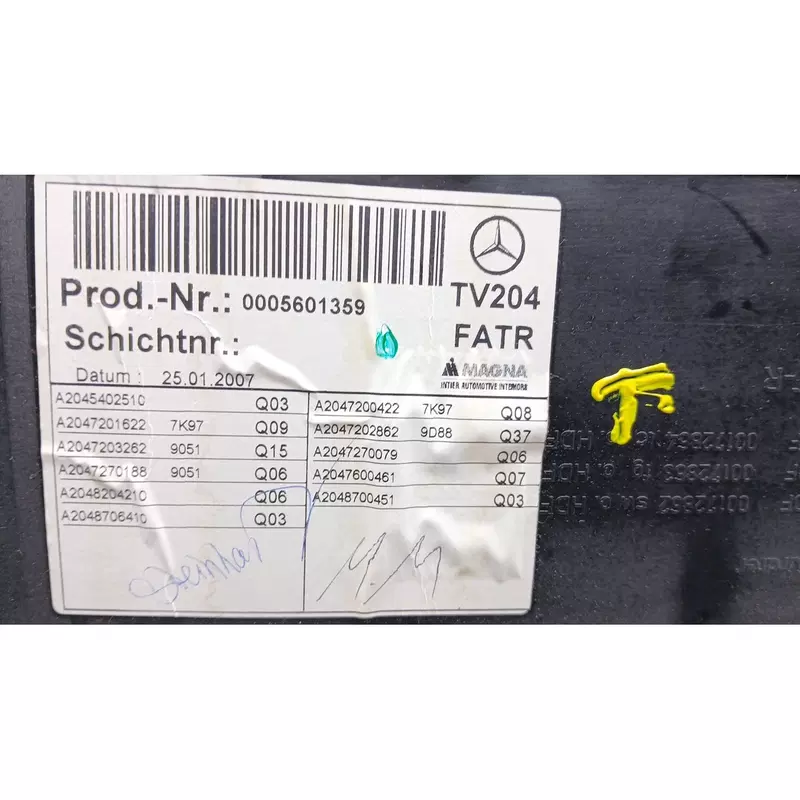 Prod.-Nr.: 0005601359
TV204
Schichtnr.:
FATR
MAGNA
INTIER AUTOMOTIVE INTERIORS
Datum : 25.01.2007
A2045402510 Q03
A2047201622 7K97 Q09
A2047203262 9051 Q15
A2047270188 9051 Q06
A2048204210 Q06
A2048706410 Q03
A2047200422 7K97 Q08
A2047202862 9D88 Q37
A2047270079 Q06
A2047600461 Q07
A2048700451 Q03
T